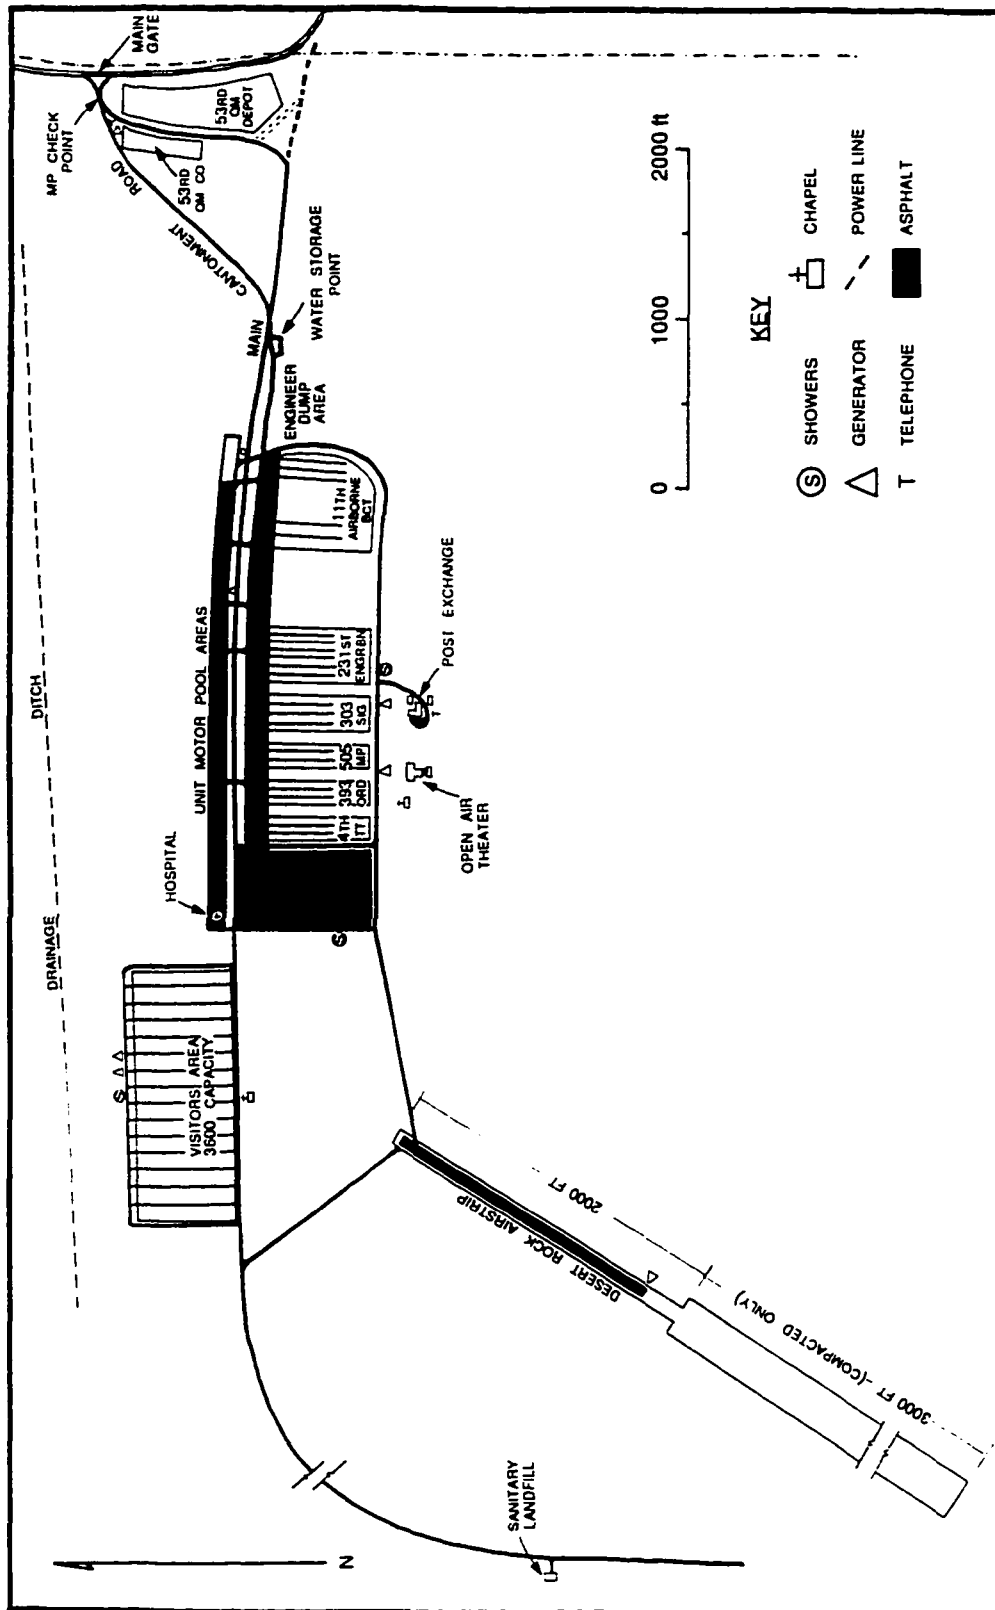 MAIN
GATE
MP CHECK
POINT
53RD
QM
DEPOT
53RD
QM CO
MAIN CANTONMENT ROAD
WATER STORAGE
POINT
ENGINEER
DUMP
AREA
DITCH
DRAINAGE
UNIT MOTOR POOL AREAS
HOSPITAL
11TH
AIRBORNE
BCT
231ST
ENGR BN
303
SIG
505
MP
393
ORD
4TH
TT
POST EXCHANGE
T
OPEN AIR
THEATER
S
S
S
VISITORS AREA
3600 CAPACITY
DESERT ROCK AIRSTRIP
2000 FT
3000 FT - (COMPACTED ONLY)
SANITARY
LANDFILL
N
0 1000 2000 ft
KEY
S SHOWERS
CHAPEL
GENERATOR
POWER LINE
T TELEPHONE
ASPHALT